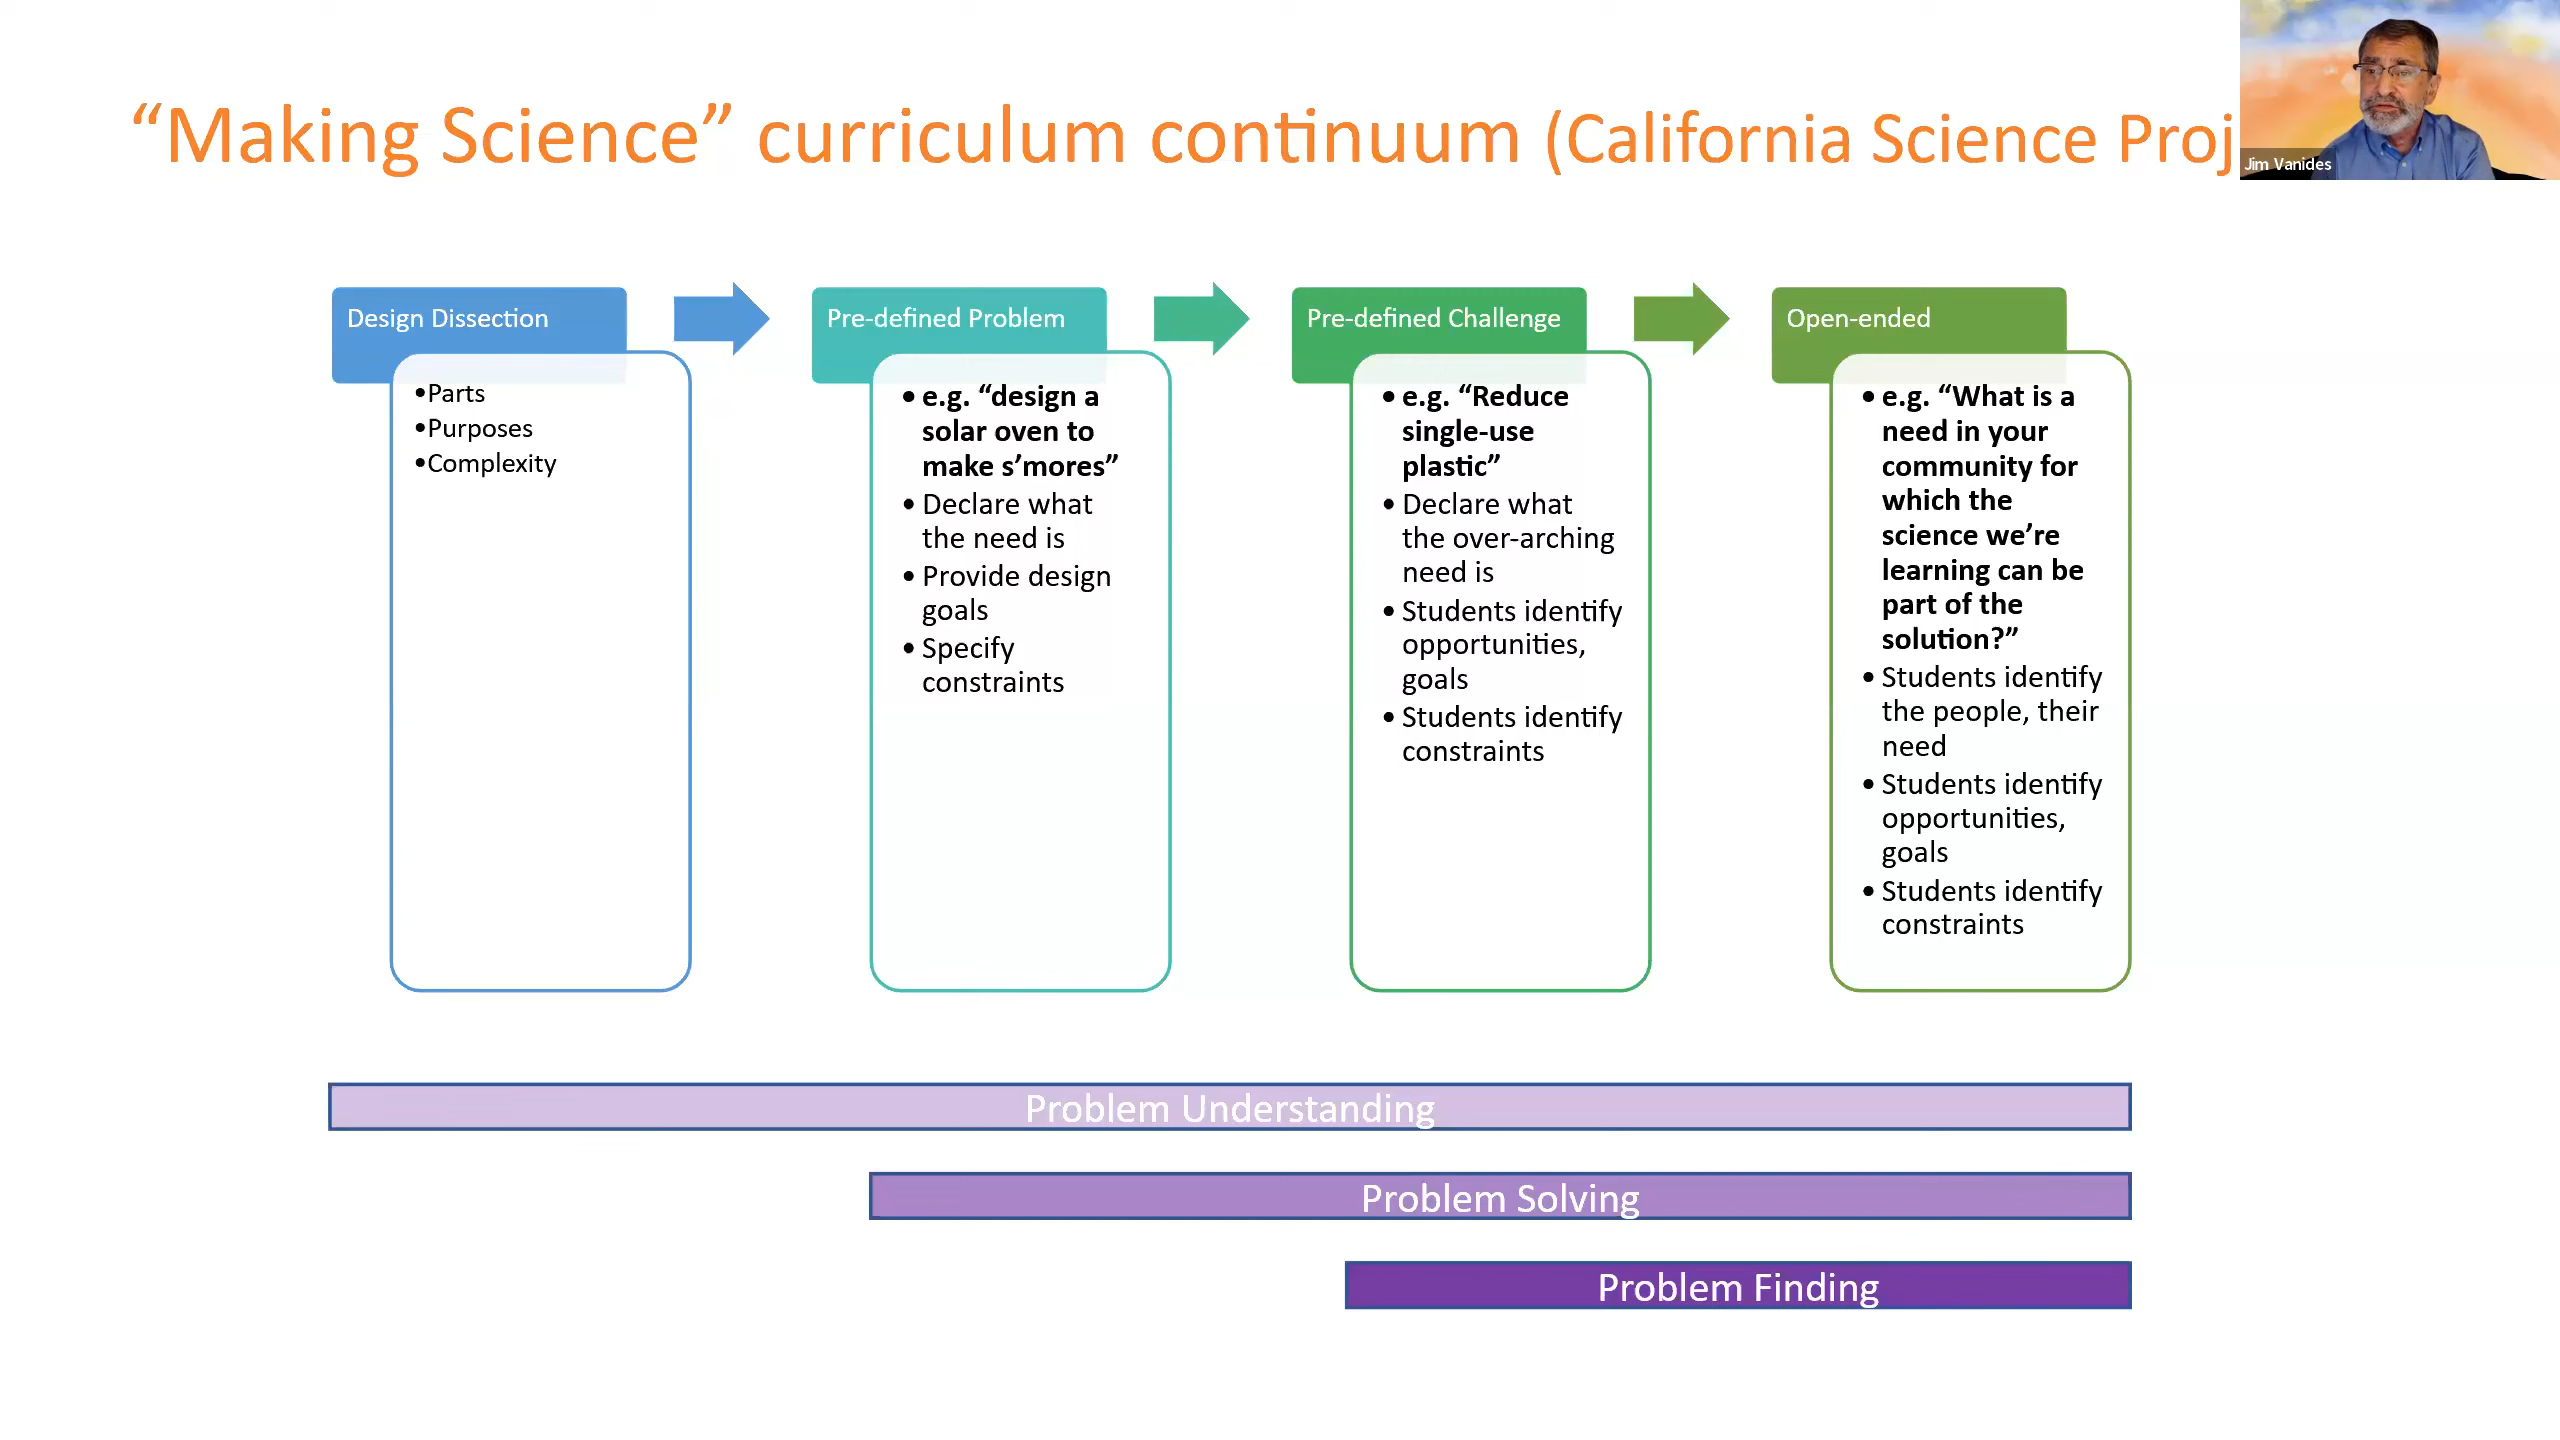 “Making Science” curriculum continuum (California Science Proj
Jim Vanides
Design Dissection
•Parts
•Purposes
•Complexity
Pre-defined Problem
• e.g. “design a
solar oven to
make s’mores”
• Declare what
the need is
• Provide design
goals
• Specify
constraints
Pre-defined Challenge
• e.g. “Reduce
single-use
plastic”
• Declare what
the over-arching
need is
• Students identify
opportunities,
goals
• Students identify
constraints
Open-ended
• e.g. “What is a
need in your
community for
which the
science we’re
learning can be
part of the
solution?”
• Students identify
the people, their
need
• Students identify
opportunities,
goals
• Students identify
constraints
Problem Understanding
Problem Solving
Problem Finding